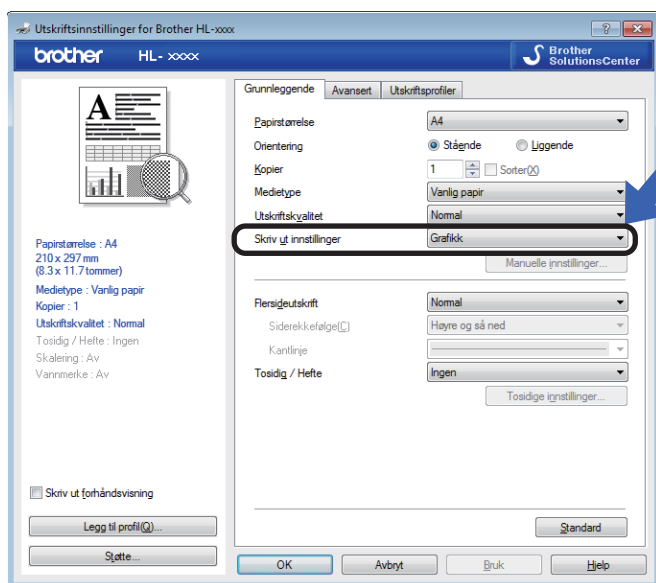 Utskriftsinnstillinger for Brother HL-xxxx
brother HL- xxxx
Brother
SolutionsCenter
Grunnleggende Avansert Utskriftsprofiler
A
Papirstørrelse A4
Orientering Stående Liggende
Kopier 1 Sorter(X)
Medietype Vanlig papir
Utskriftskvalitet Normal
Skriv ut innstillinger Grafikk
Manuelle innstillinger...
Flersideutskrift Normal
Siderekkefølge(C) Høyre og så ned
Kantlinje
Tosidig / Hefte Ingen
Tosidige innstillinger...
Papirstørrelse : A4
210 x 297 mm
(8.3 x 11.7 tommer)
Medietype : Vanlig papir
Kopier : 1
Utskriftskvalitet : Normal
Tosidig / Hefte : Ingen
Skalering : Av
Vannmerke : Av
Skriv ut forhåndsvisning
Legg til profil(Q)...
Støtte...
Standard
OK Avbryt Bruk Hjelp